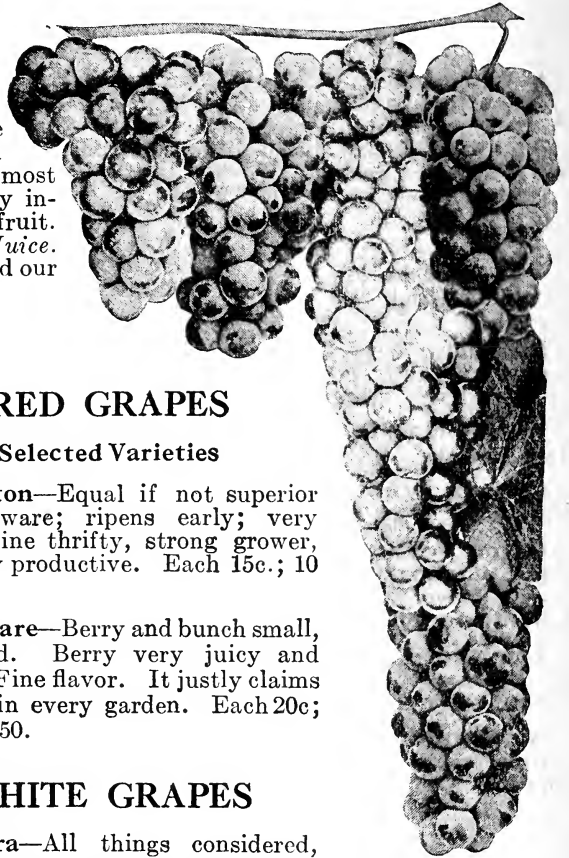 most
y in-
fruit.
Juice.
d our
RED GRAPES
Selected Varieties
ton—Equal if not superior
ware; ripens early; very
ine thrifty, strong grower,
productive. Each 15c.; 10
are—Berry and bunch small,
d. Berry very juicy and
Fine flavor. It justly claims
in every garden. Each 20c;
50.
HITE GRAPES
ra—All things considered,